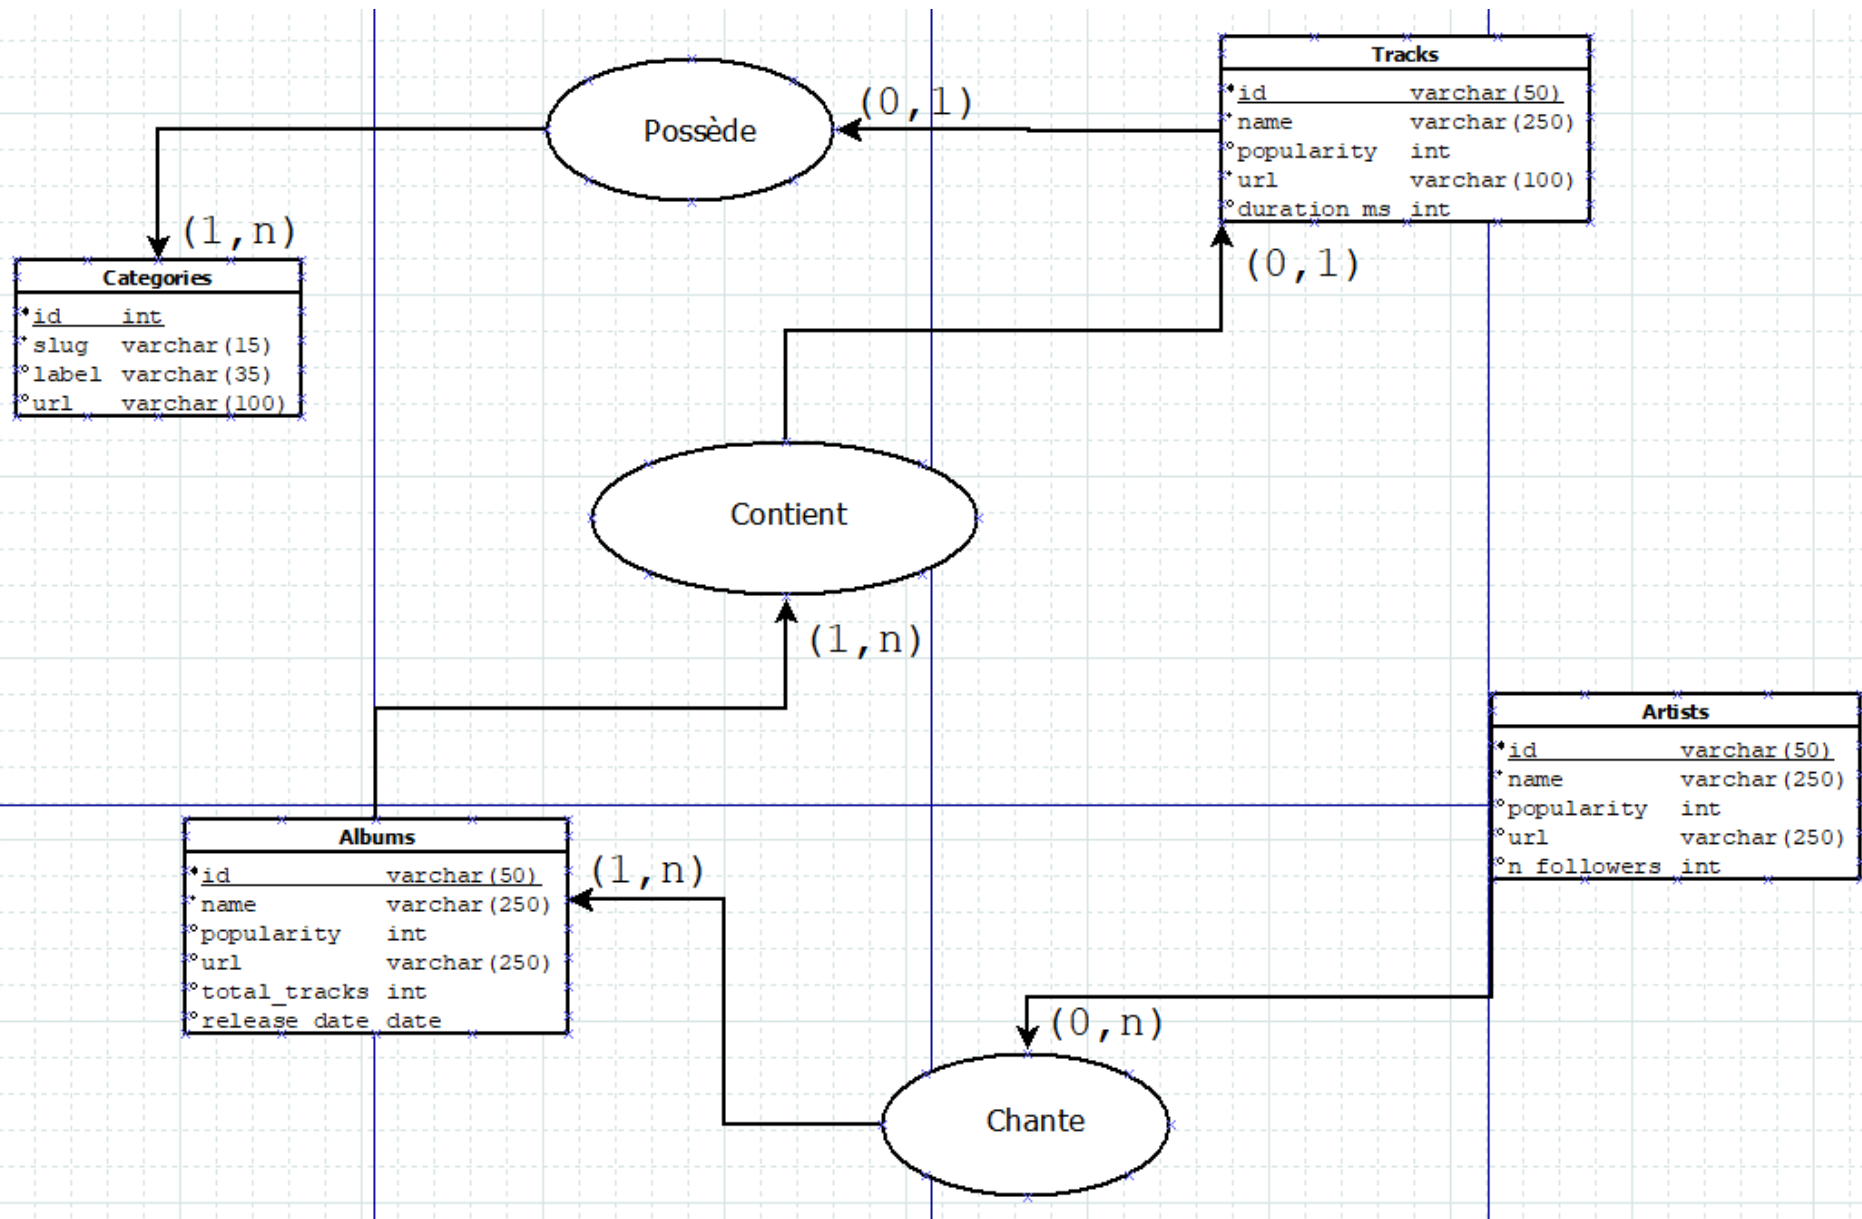 Tracks
id varchar(50)
name varchar(250)
popularity int
url varchar(100)
duration_ms int
Possède
(0,1)
(1,n)
(0,1)
Categories
id int
slug varchar(15)
label varchar(35)
url varchar(100)
Contient
(1,n)
Artists
id varchar(50)
name varchar(250)
popularity int
url varchar(250)
n_followers int
Albums
id varchar(50)
name varchar(250)
popularity int
url varchar(250)
total_tracks int
release_date date
(1,n)
(0,n)
Chante